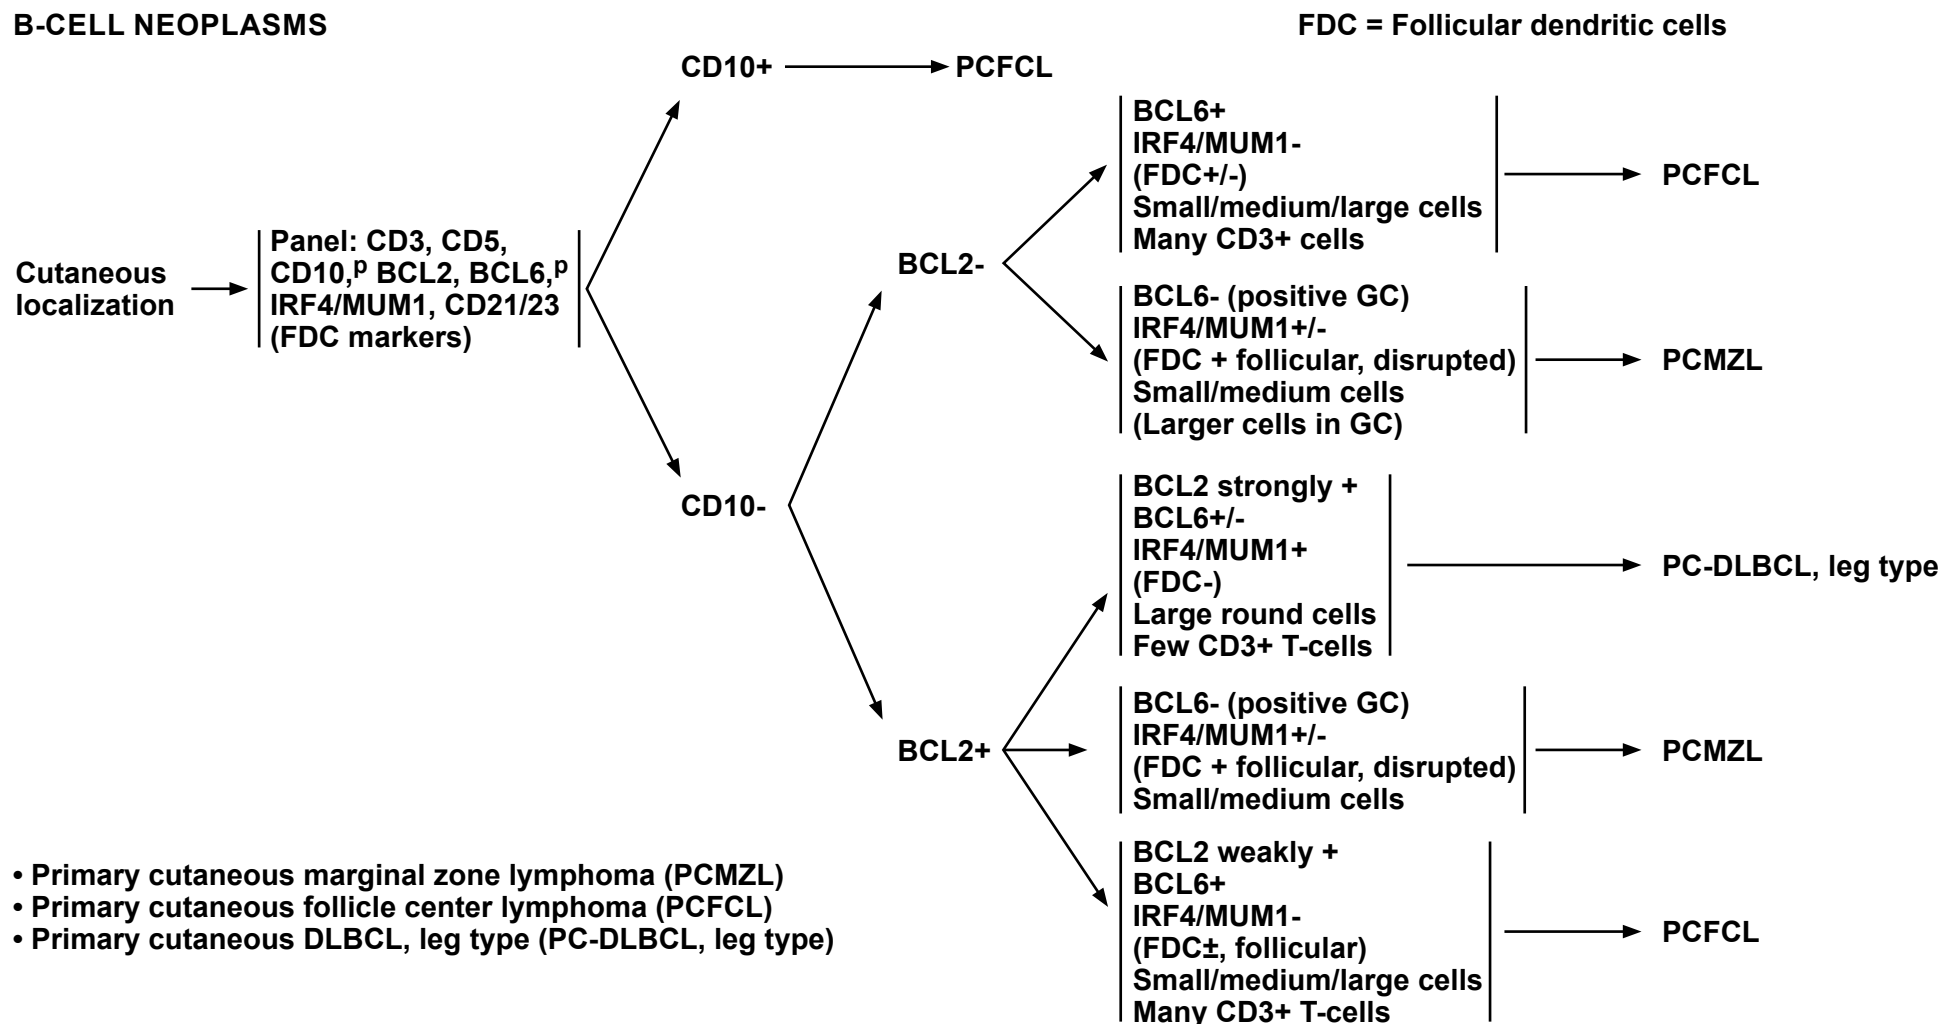 B-CELL NEOPLASMS
FDC = Follicular dendritic cells
Cutaneous
localization
Panel: CD3, CD5,
CD10,ᵖ BCL2, BCL6,ᵖ
IRF4/MUM1, CD21/23
(FDC markers)
CD10+
PCFCL
CD10-
BCL2-
BCL6+
IRF4/MUM1-
(FDC+/-)
Small/medium/large cells
Many CD3+ cells
PCFCL
BCL6- (positive GC)
IRF4/MUM1+/-
(FDC + follicular, disrupted)
Small/medium cells
(Larger cells in GC)
PCMZL
BCL2+
BCL2 strongly +
BCL6+/-
IRF4/MUM1+
(FDC-)
Large round cells
Few CD3+ T-cells
PC-DLBCL, leg type
BCL6- (positive GC)
IRF4/MUM1+/-
(FDC + follicular, disrupted)
Small/medium cells
PCMZL
BCL2 weakly +
BCL6+
IRF4/MUM1-
(FDC±, follicular)
Small/medium/large cells
Many CD3+ T-cells
PCFCL
• Primary cutaneous marginal zone lymphoma (PCMZL)
• Primary cutaneous follicle center lymphoma (PCFCL)
• Primary cutaneous DLBCL, leg type (PC-DLBCL, leg type)